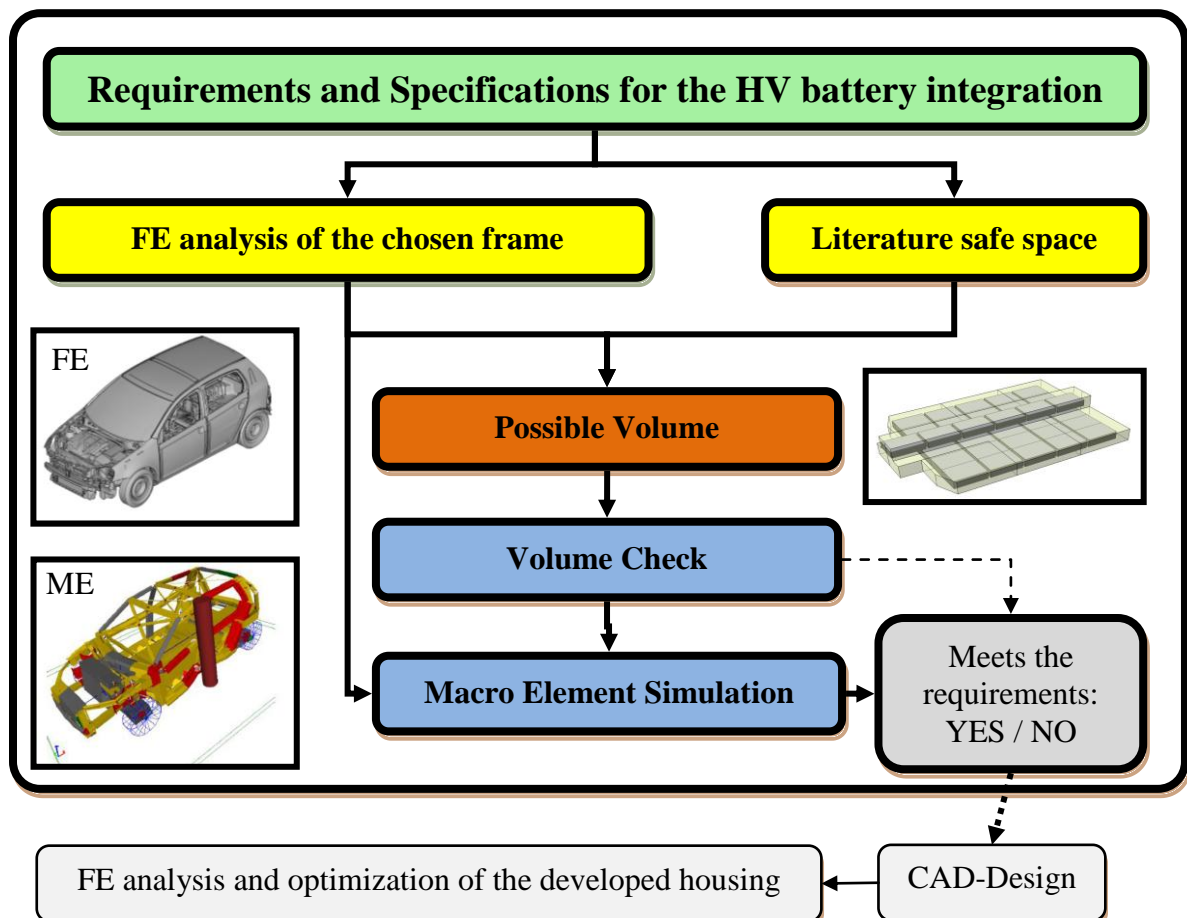 Requirements and Specifications for the HV battery integration
FE analysis of the chosen frame
Literature safe space
FE
Possible Volume
Volume Check
ME
Macro Element Simulation
Meets the
requirements:
YES / NO
FE analysis and optimization of the developed housing
CAD-Design